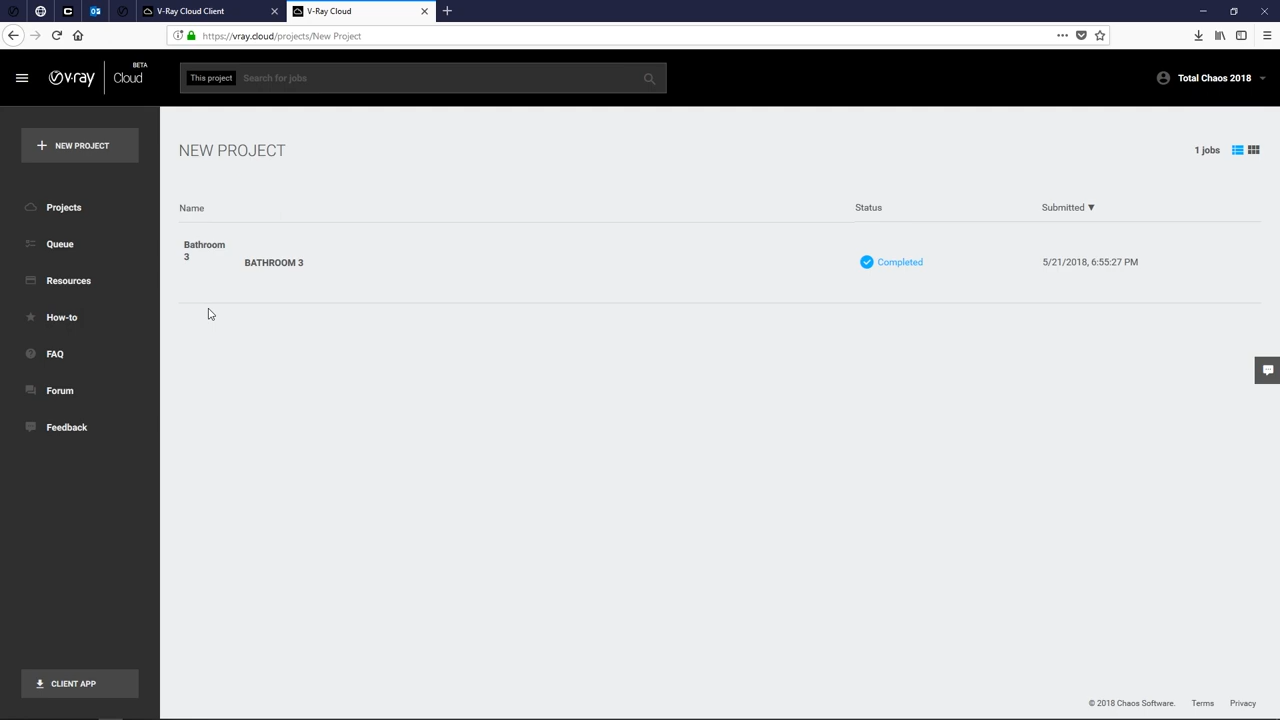 V-Ray Cloud Client
V-Ray Cloud
https://vray.cloud/projects/New Project
v·ray Cloud BETA
This project Search for jobs
Total Chaos 2018
NEW PROJECT
Projects
Queue
Resources
How-to
FAQ
Forum
Feedback
CLIENT APP
NEW PROJECT
1 jobs
Name Status Submitted ▼
Bathroom
3
BATHROOM 3 Completed 5/21/2018, 6:55:27 PM
© 2018 Chaos Software. Terms Privacy